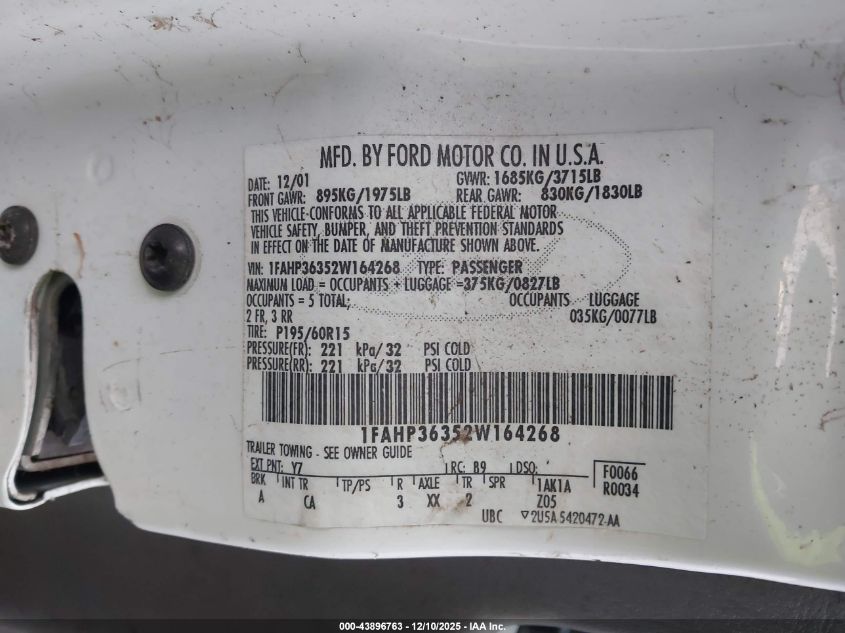 MFD. BY FORD MOTOR CO. IN U.S.A.
DATE: 12/01 GVWR: 1685KG/3715LB
FRONT GAWR: 895KG/1975LB REAR GAWR: 830KG/1830LB
THIS VEHICLE-CONFORMS TO ALL APPLICABLE FEDERAL MOTOR
VEHICLE SAFETY, BUMPER, AND THEFT PREVENTION STANDARDS
IN EFFECT ON THE DATE OF MANUFACTURE SHOWN ABOVE.
VIN: 1FAHP36352W164268 TYPE: PASSENGER
MAXIMUM LOAD = OCCUPANTS + LUGGAGE =375KG/0827LB
OCCUPANTS = 5 TOTAL; OCCUPANTS LUGGAGE
2 FR, 3 RR 035KG/0077LB
TIRE: P195/60R15
PRESSURE(FR): 221 kPa/32 PSI COLD
PRESSURE(RR): 221 kPa/32 PSI COLD
1FAHP36352W164268
TRAILER TOWING - SEE OWNER GUIDE
EXT PNT: Y7 RC: B9 DSO: F0066
BRK INT TR TP/PS R AXLE TR SPR 1AK1A R0034
A CA 3 XX 2 Z05
UBC ▽2U5A 5420472-AA
000-43896763 - 12/10/2025 - IAA Inc.